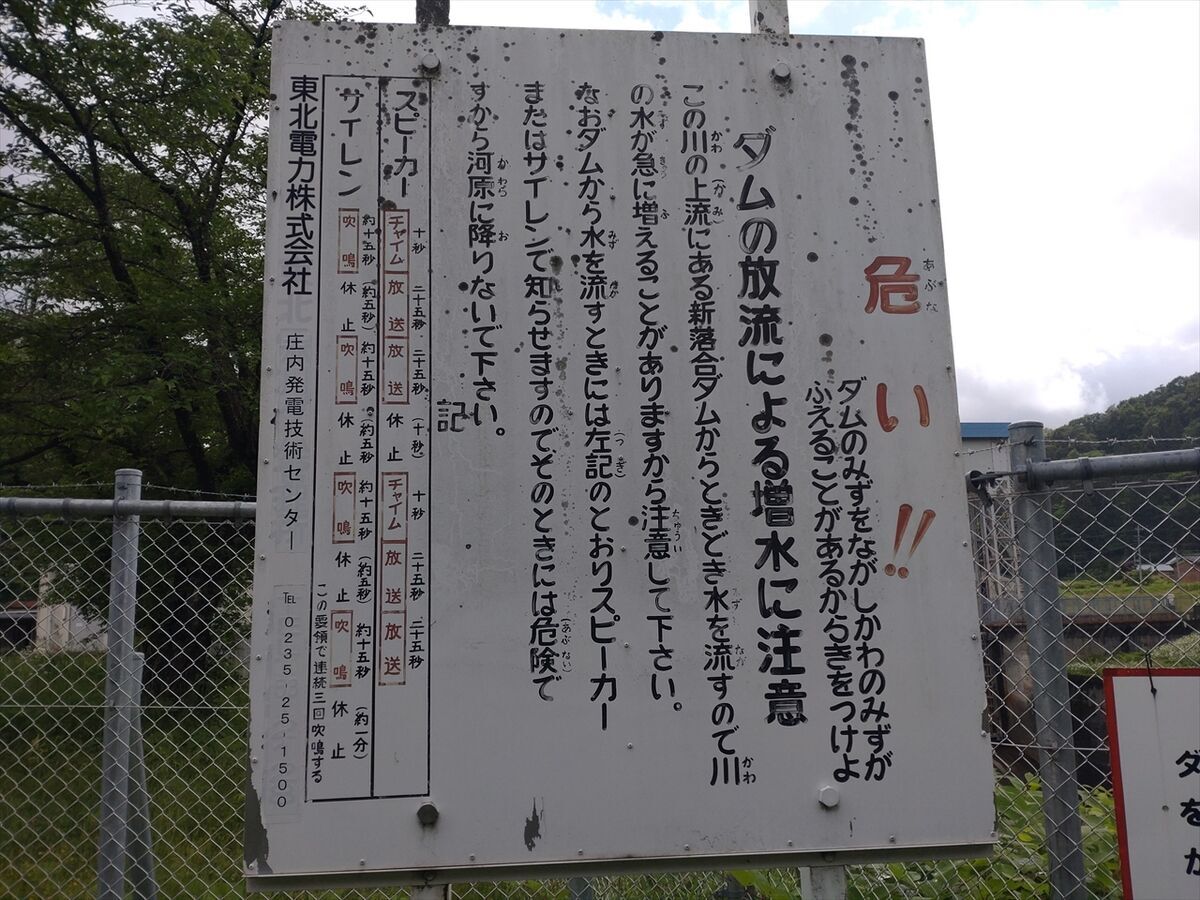 危い!!
ダムのみずをながしかわのみずが
ふえることがあるからきをつけよ
ダムの放流による増水に注意
この川の上流にある新落合ダムからときどき水を流すので川
の水が急に増えることがありますから注意して下さい。
なおダムから水を流すときには左記のとおりスピーカー
またはサイレンで知らせますのでそのときには危険で
すから河原に降りないで下さい。
記
スピーカー チャイム 十秒 放送 二十五秒 放送 二十五秒 休止 (十秒) チャイム 十秒 放送 二十五秒 放送 二十五秒
サイレン 吹鳴 約十五秒 休止 (約五秒) 吹鳴 約十五秒 休止 (約五秒) 吹鳴 約十五秒 休止 (約五秒) 吹鳴 約十五秒 休止 (約一分)
この要領で連続三回吹鳴する
東北電力株式会社 庄内発電技術センター TEL 0235-25-1500
ダ
を
か